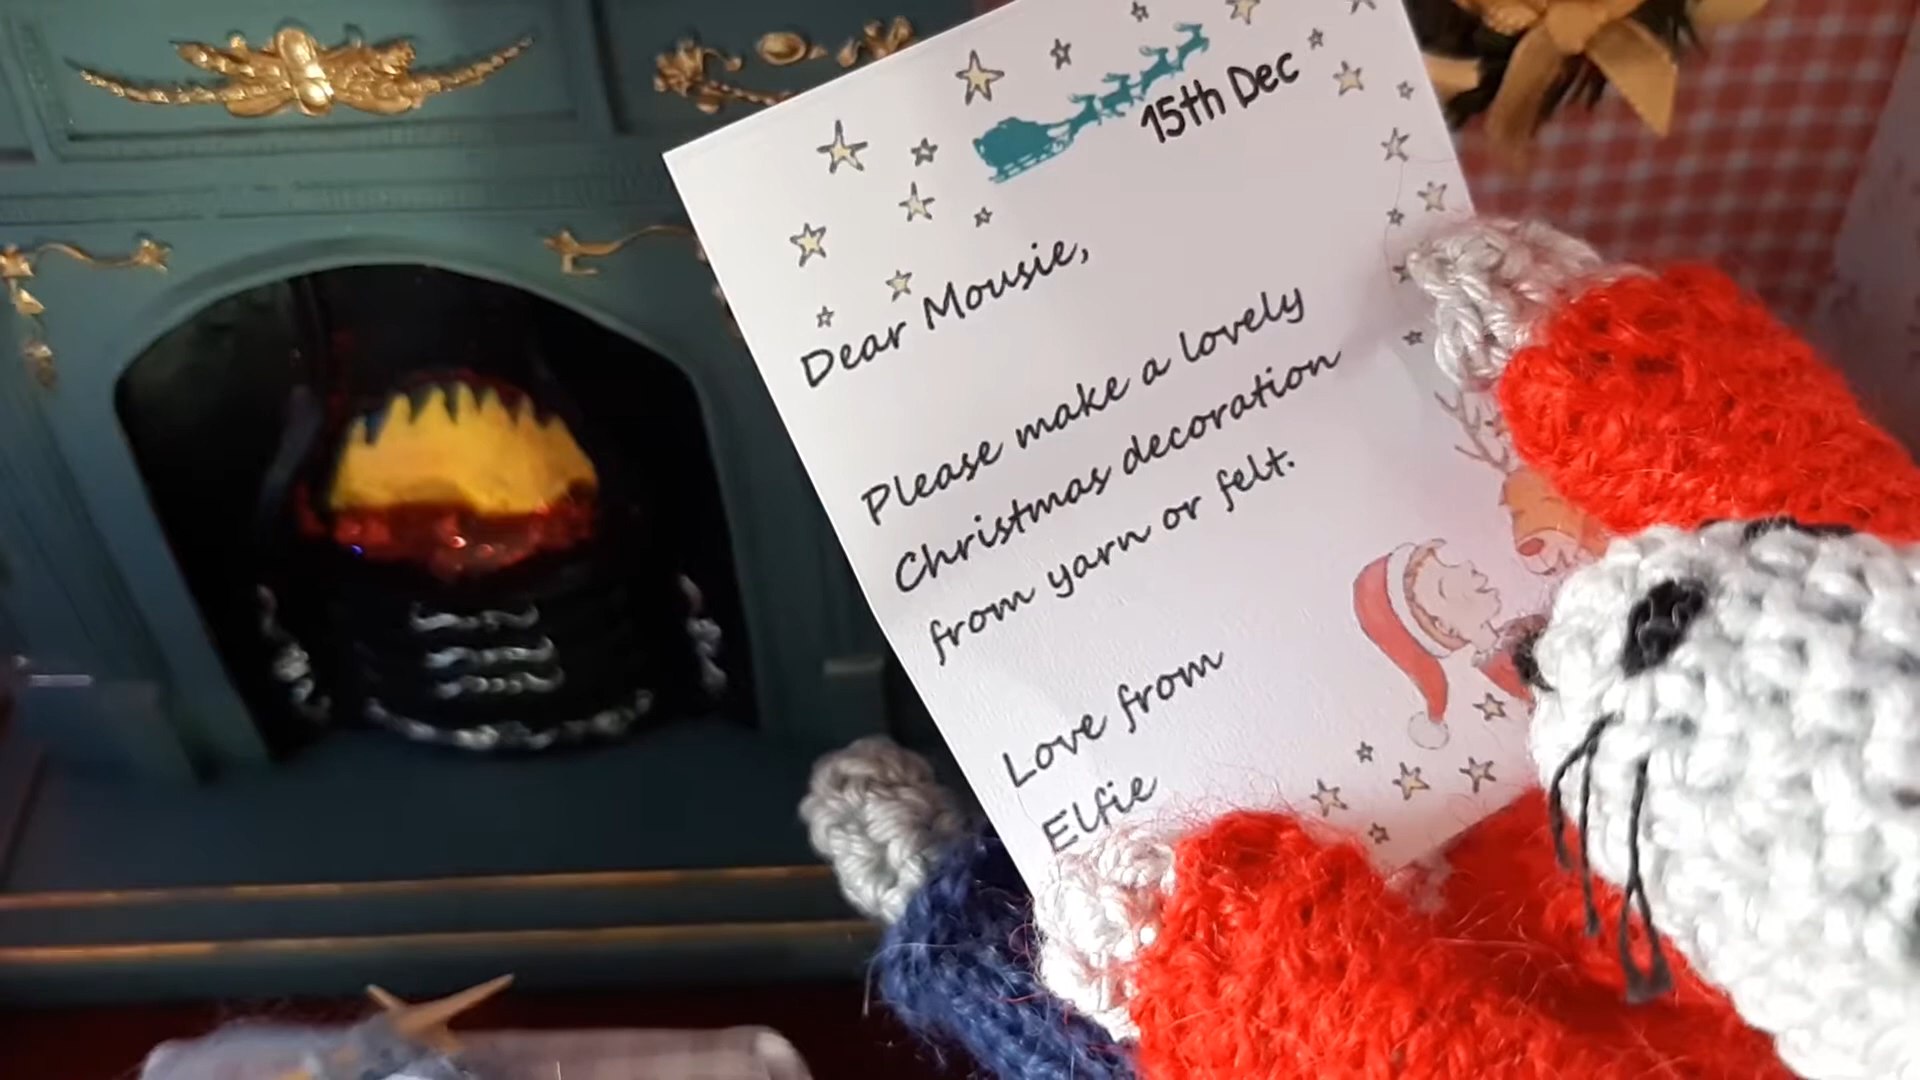 15th Dec
Dear Mousie,
Please make a lovely
Christmas decoration
from yarn or felt.
Love from
Elfie